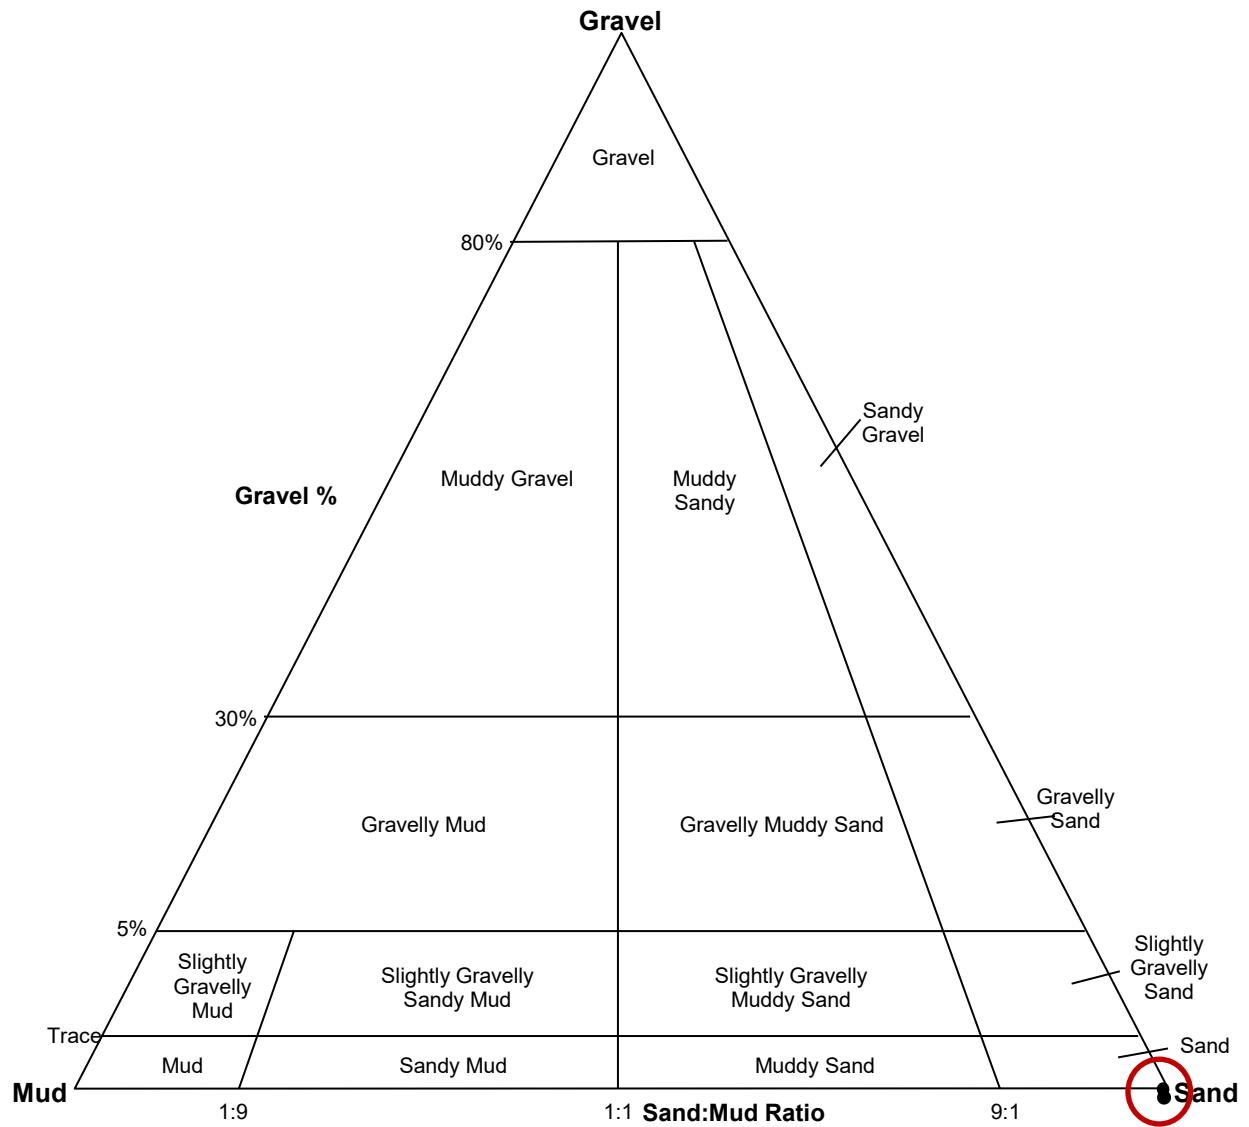 Gravel
Gravel
80%
Sandy
Gravel
Muddy Gravel
Muddy
Sandy
Gravel %
30%
Gravelly
Sand
Gravelly Mud
Gravelly Muddy Sand
5%
Slightly
Gravelly
Mud
Slightly Gravelly
Sandy Mud
Slightly Gravelly
Muddy Sand
Slightly
Gravelly
Sand
Trace
Sand
Mud
Sandy Mud
Muddy Sand
Mud
Sand
1:9
1:1
Sand:Mud Ratio
9:1